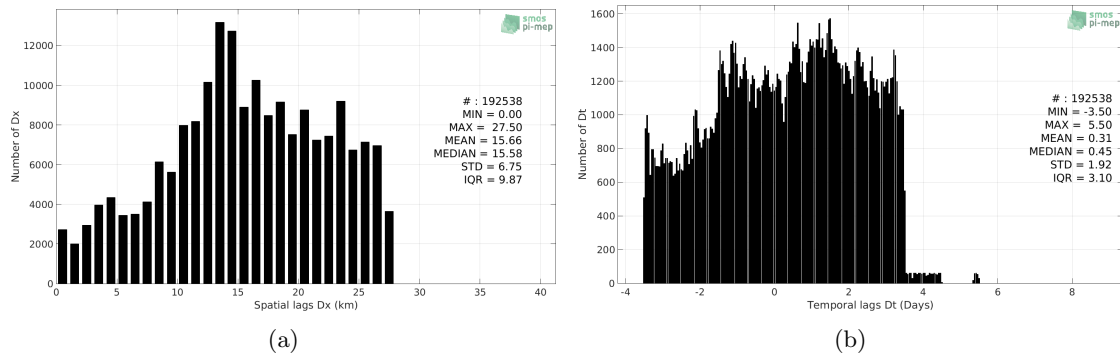 12000
10000
8000
6000
4000
2000
0
Number of Dx
0 5 10 15 20 25 30 35 40
Spatial lags Dx (km)
smos
pi-mep
# : 192538
MIN = 0.00
MAX = 27.50
MEAN = 15.66
MEDIAN = 15.58
STD = 6.75
IQR = 9.87
(a)
1600
1400
1200
1000
800
600
400
200
0
Number of Dt
-4 -2 0 2 4 6 8
Temporal lags Dt (Days)
smos
pi-mep
# : 192538
MIN = -3.50
MAX = 5.50
MEAN = 0.31
MEDIAN = 0.45
STD = 1.92
IQR = 3.10
(b)